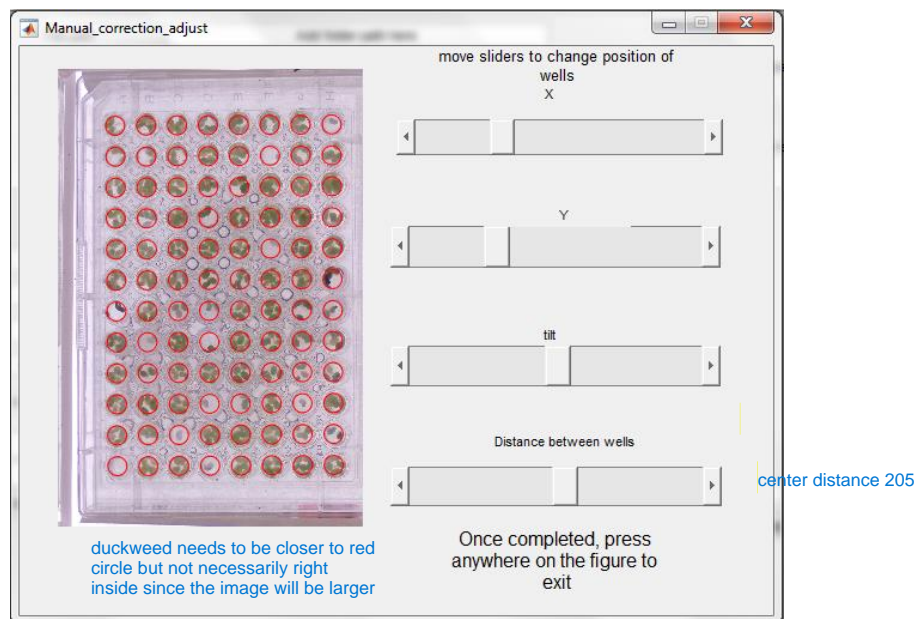 Manual_correction_adjust
move sliders to change position of
wells
X
Y
tilt
Distance between wells
center distance 205
Once completed, press
anywhere on the figure to
exit
duckweed needs to be closer to red
circle but not necessarily right
inside since the image will be larger